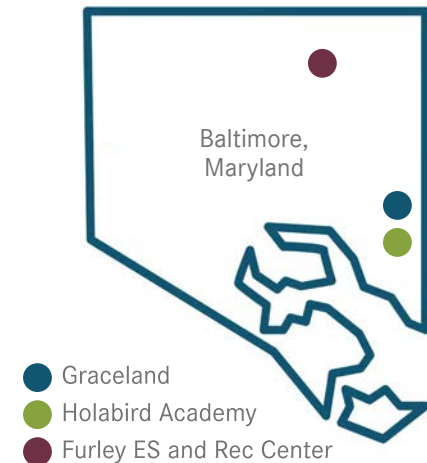 Baltimore,
Maryland
Graceland
Holabird Academy
Furley ES and Rec Center